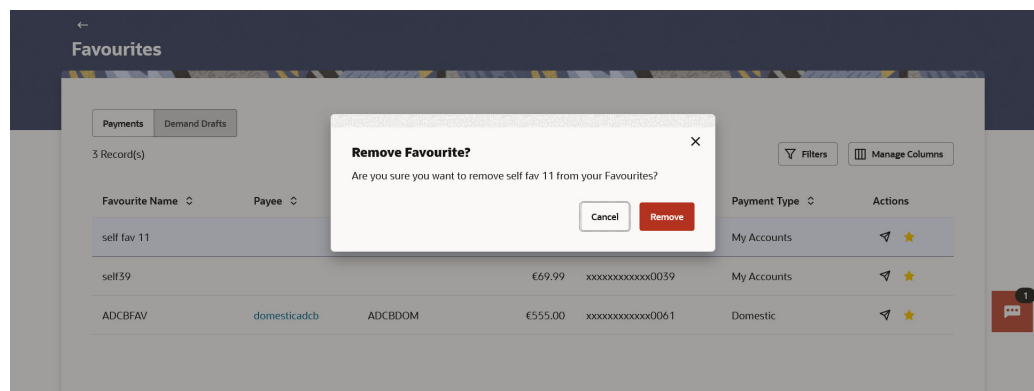 Favourites
Payments Demand Drafts
3 Record(s)
Filters Manage Columns
Remove Favourite?
Are you sure you want to remove self fav 11 from your Favourites?
Cancel Remove
Favourite Name Payee Payment Type Actions
self fav 11 My Accounts
self39 €69.99 xxxxxxxxxxxx0039 My Accounts
ADCBFAV domesticadcb ADCBDOM €555.00 xxxxxxxxxxxx0061 Domestic
1